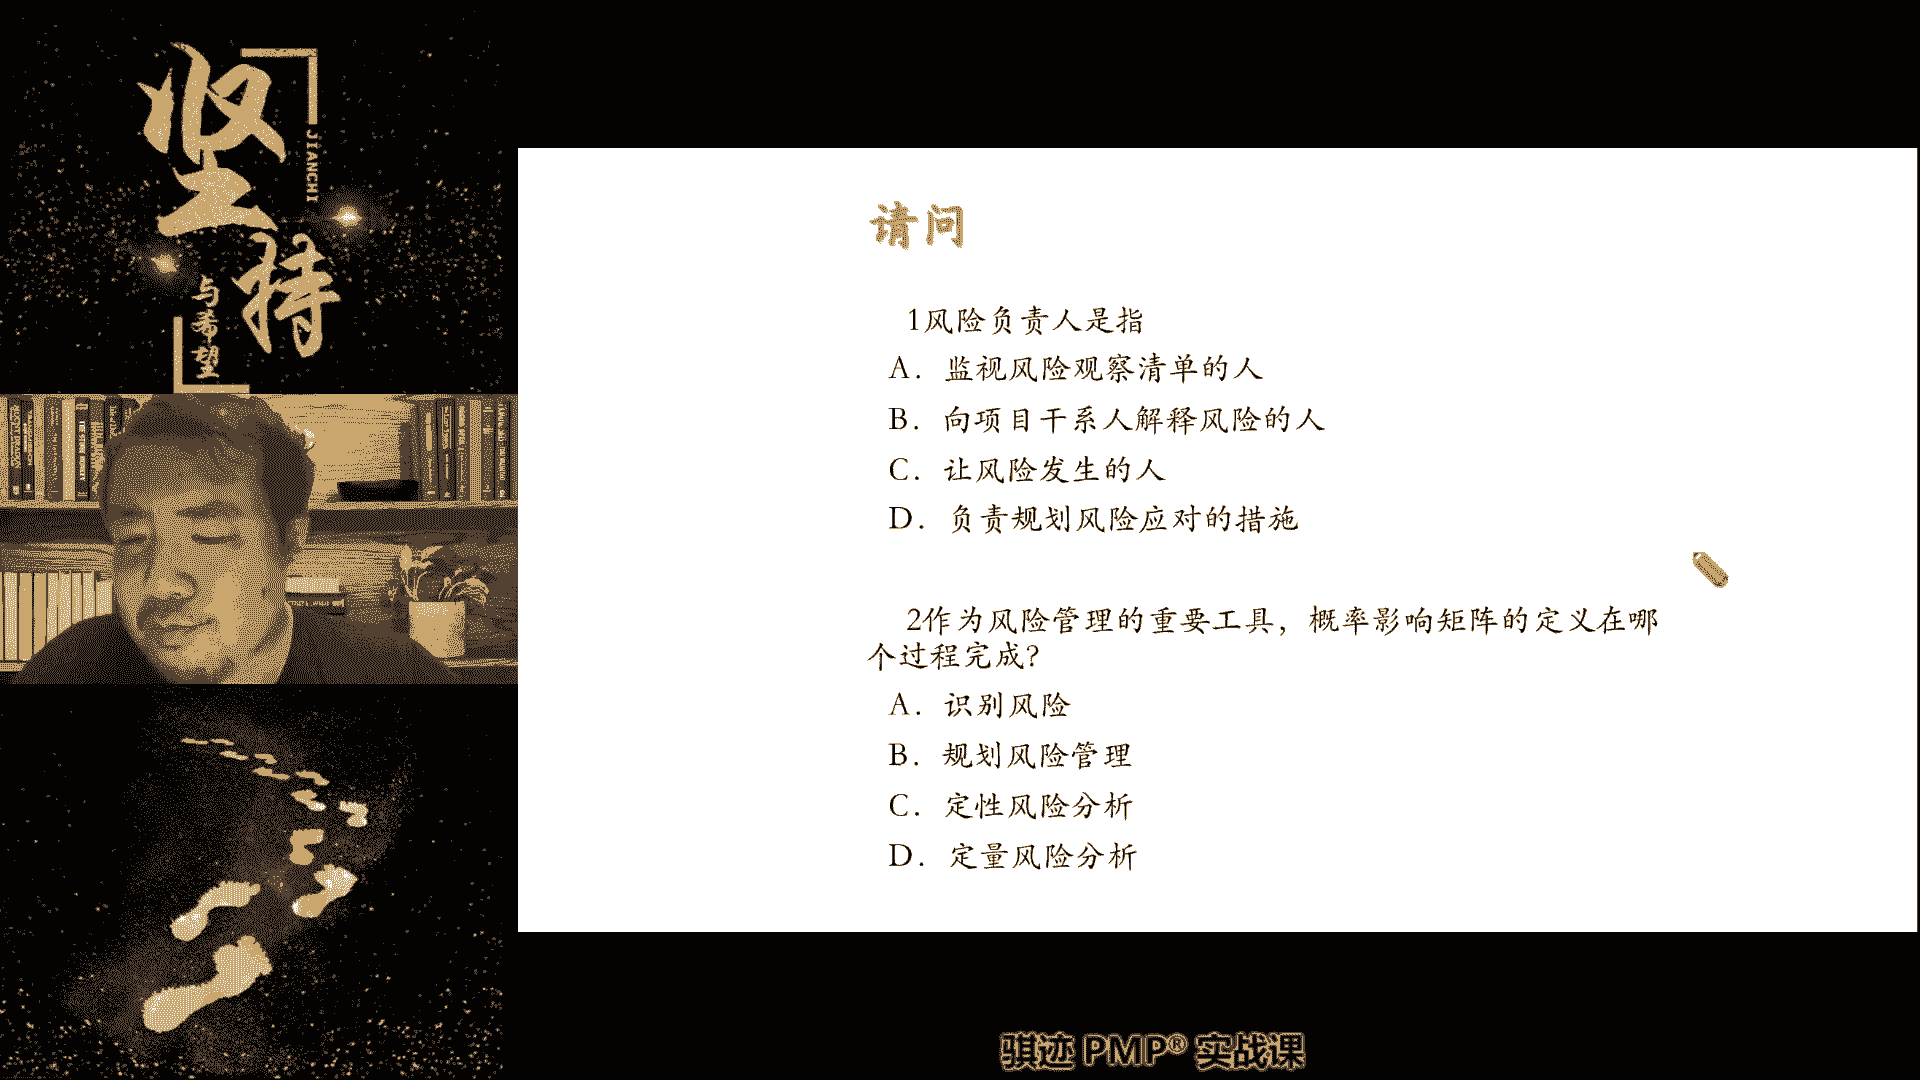 坚持
JIANCHI
与希望
请问
1风险负责人是指
A. 监视风险观察清单的人
B. 向项目干系人解释风险的人
C. 让风险发生的人
D. 负责规划风险应对的措施
2作为风险管理的重要工具，概率影响矩阵的定义在哪
个过程完成?
A. 识别风险
B. 规划风险管理
C. 定性风险分析
D. 定量风险分析
骐迹 PMP® 实战课